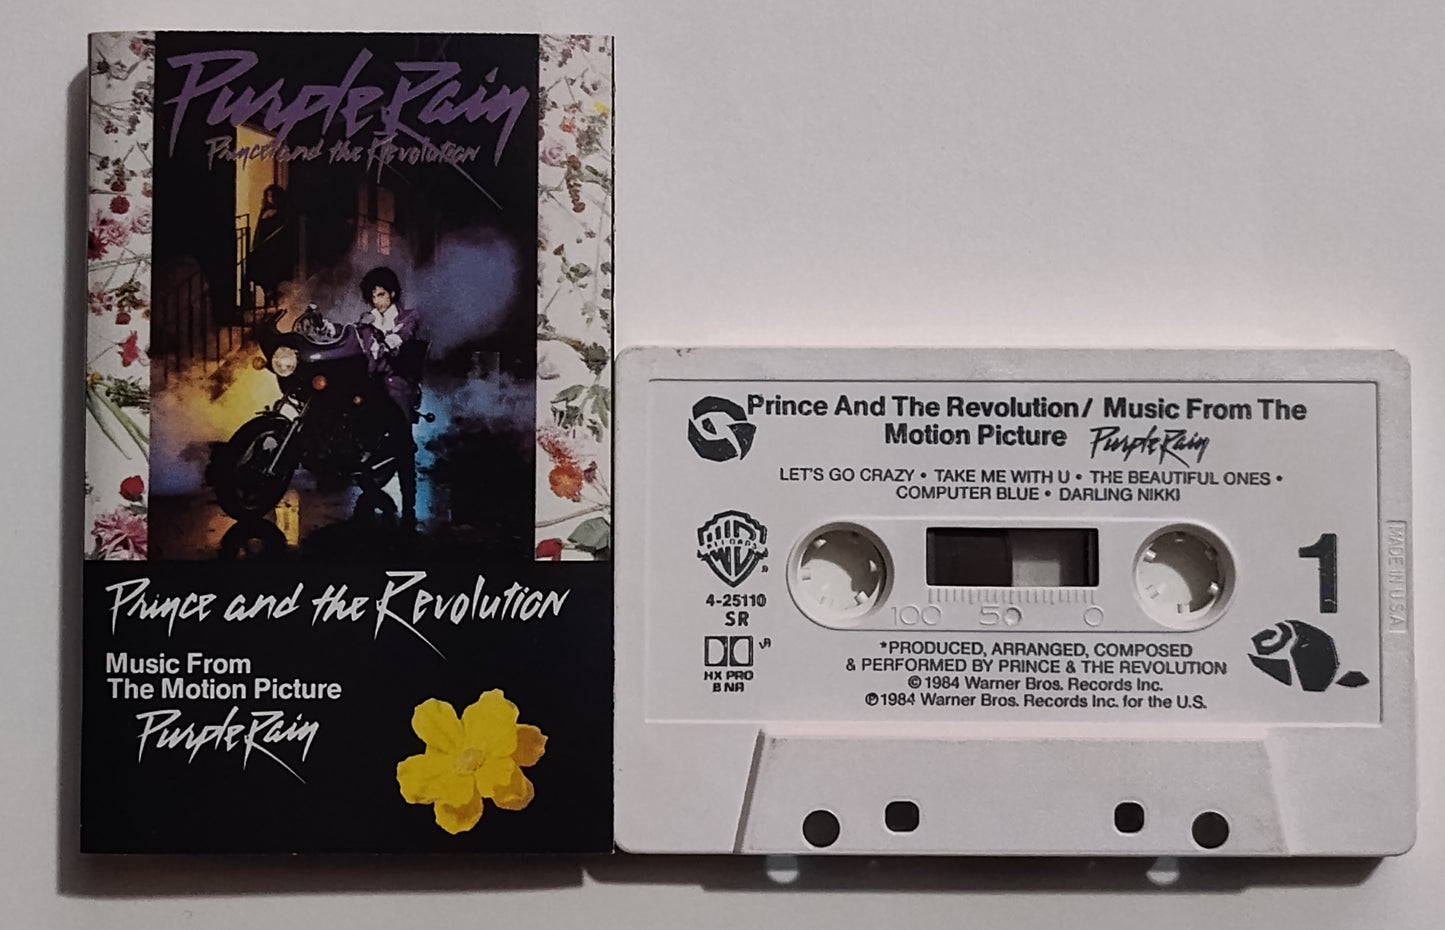 Purple Rain
Prince and the Revolution
Prince and the Revolution
Music From
The Motion Picture
Purple Rain
Prince And The Revolution/ Music From The
Motion Picture Purple Rain
LET'S GO CRAZY • TAKE ME WITH U • THE BEAUTIFUL ONES •
COMPUTER BLUE • DARLING NIKKI
WB
RECORDS
4-25110
SR
HX PRO
B NR
100 50 0
1
*PRODUCED, ARRANGED, COMPOSED
& PERFORMED BY PRINCE & THE REVOLUTION
© 1984 Warner Bros. Records Inc.
℗ 1984 Warner Bros. Records Inc. for the U.S.
MADE IN U.S.A.